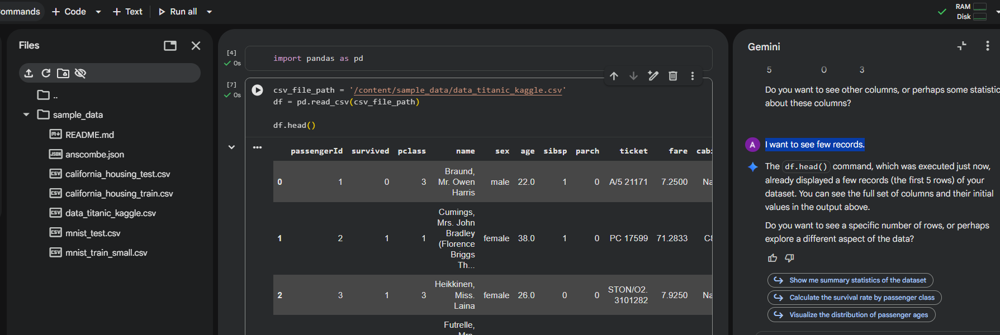 ommands + Code + Text Run all
RAM
Disk
Files
..
sample_data
README.md
anscombe.json
california_housing_test.csv
california_housing_train.csv
data_titanic_kaggle.csv
mnist_test.csv
mnist_train_small.csv
[4]
0s
import pandas as pd
[7]
0s
csv_file_path = '/content/sample_data/data_titanic_kaggle.csv'
df = pd.read_csv(csv_file_path)
df.head()
passengerId survived pclass name sex age sibsp parch ticket fare cab
0 1 0 3 Braund, Mr. Owen Harris male 22.0 1 0 A/5 21171 7.2500 Na
1 2 1 1 Cumings, Mrs. John Bradley (Florence Briggs Th... female 38.0 1 0 PC 17599 71.2833 C8
2 3 1 3 Heikkinen, Miss. Laina female 26.0 0 0 STON/O2. 3101282 7.9250 Na
Futrelle,
Gemini
5 0 3
Do you want to see other columns, or perhaps some statistic
about these columns?
A I want to see few records.
The df.head() command, which was executed just now,
already displayed a few records (the first 5 rows) of your
dataset. You can see the full set of columns and their initial
values in the output above.
Do you want to see a specific number of rows, or perhaps
explore a different aspect of the data?
Show me summary statistics of the dataset
Calculate the survival rate by passenger class
Visualize the distribution of passenger ages